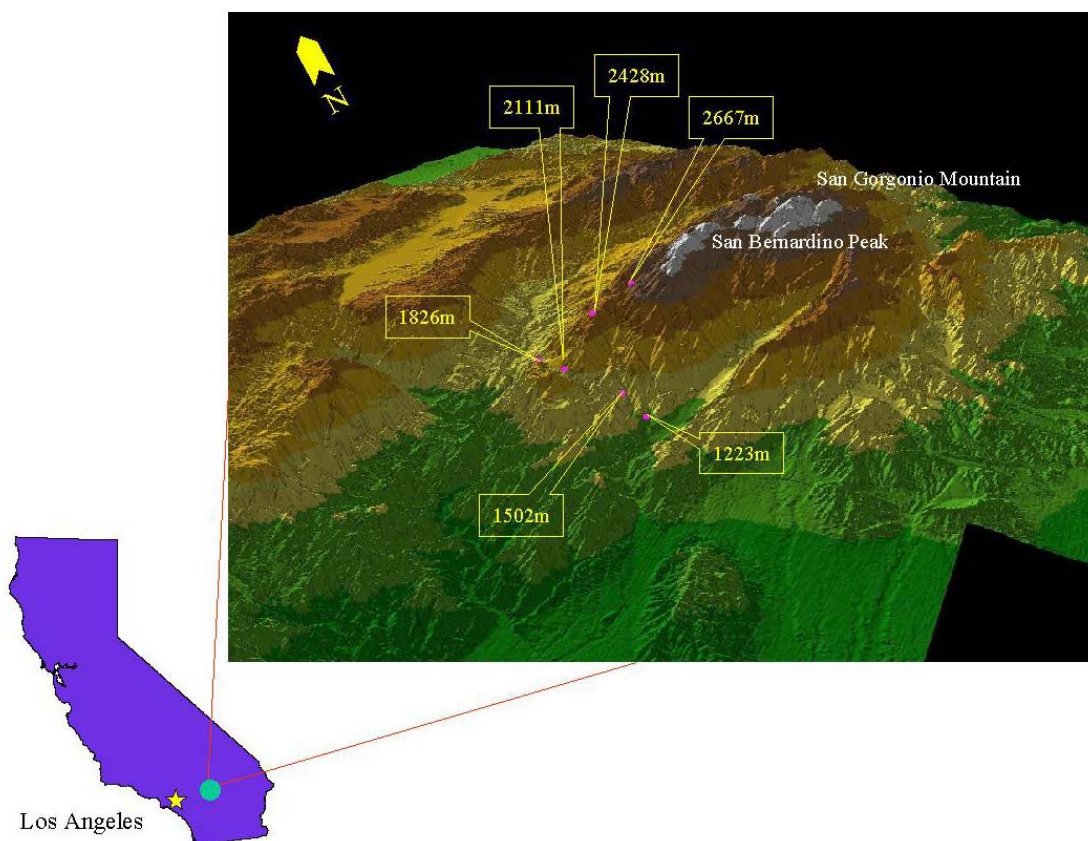 N
2428m
2111m
2667m
San Gorgonio Mountain
San Bernardino Peak
1826m
1223m
1502m
Los Angeles